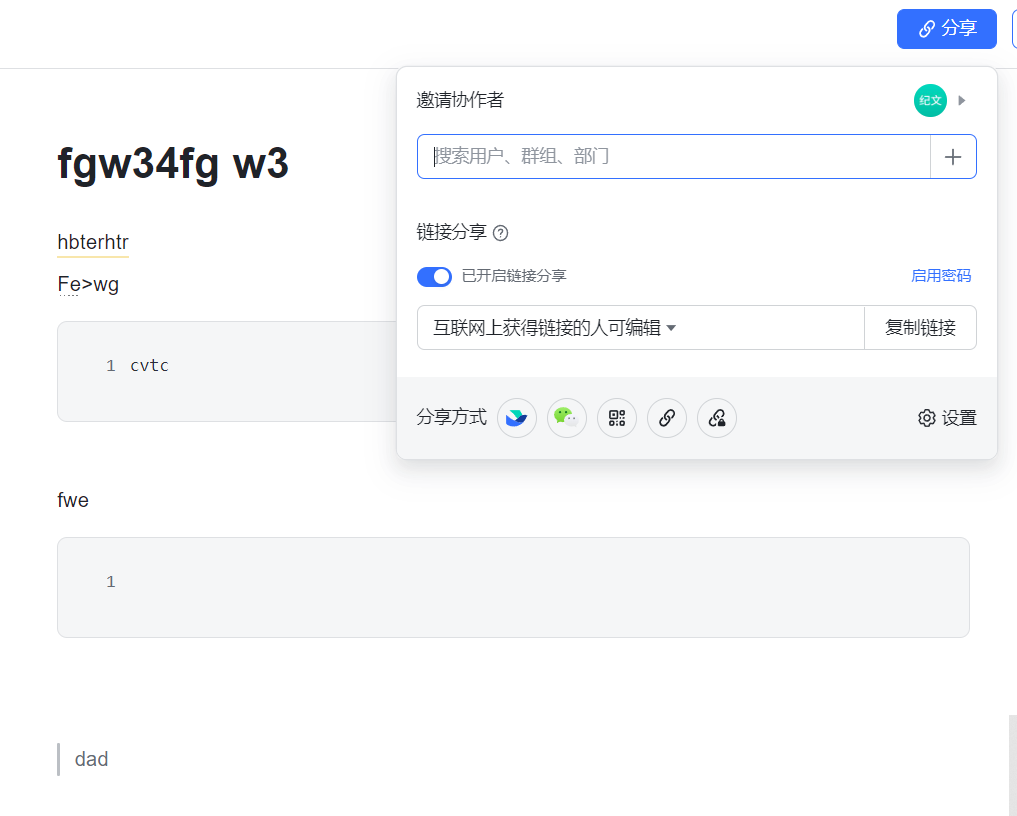 分享
邀请协作者
纪文
搜索用户、群组、部门
链接分享
已开启链接分享
启用密码
互联网上获得链接的人可编辑
复制链接
分享方式
设置
fgw34fg w3
hbterhtr
Fe>wg
1 cvtc
fwe
1
dad